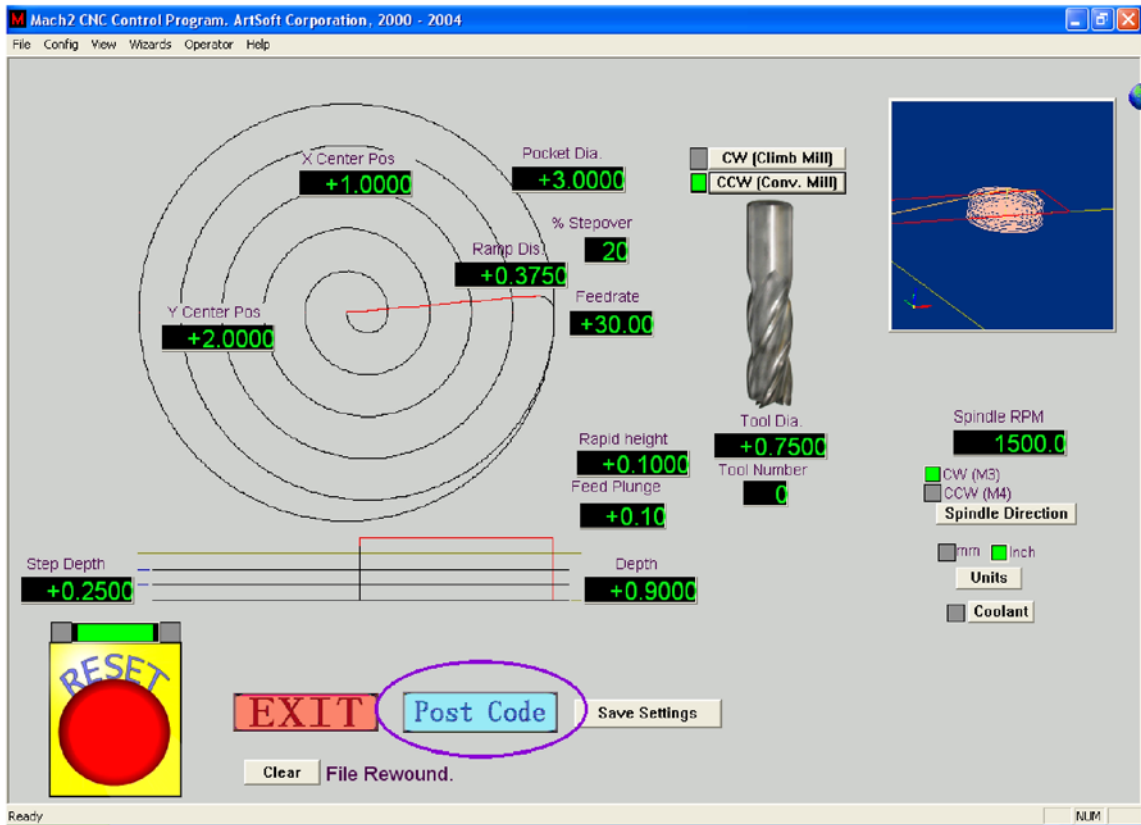 Mach2 CNC Control Program. ArtSoft Corporation, 2000 - 2004
File Config View Wizards Operator Help
X Center Pos
+1.0000
Pocket Dia.
+3.0000
CW (Climb Mill)
CCW (Conv. Mill)
% Stepover
20
Ramp Dis.
+0.3750
Feedrate
+30.00
Y Center Pos
+2.0000
Tool Dia.
+0.7500
Spindle RPM
1500.0
Rapid height
+0.1000
Tool Number
0
Feed Plunge
+0.10
CW (M3)
CCW (M4)
Spindle Direction
mm Inch
Units
Coolant
Step Depth
+0.2500
Depth
+0.9000
RESET
EXIT
Post Code
Save Settings
Clear
File Rewound.
Ready
NUM